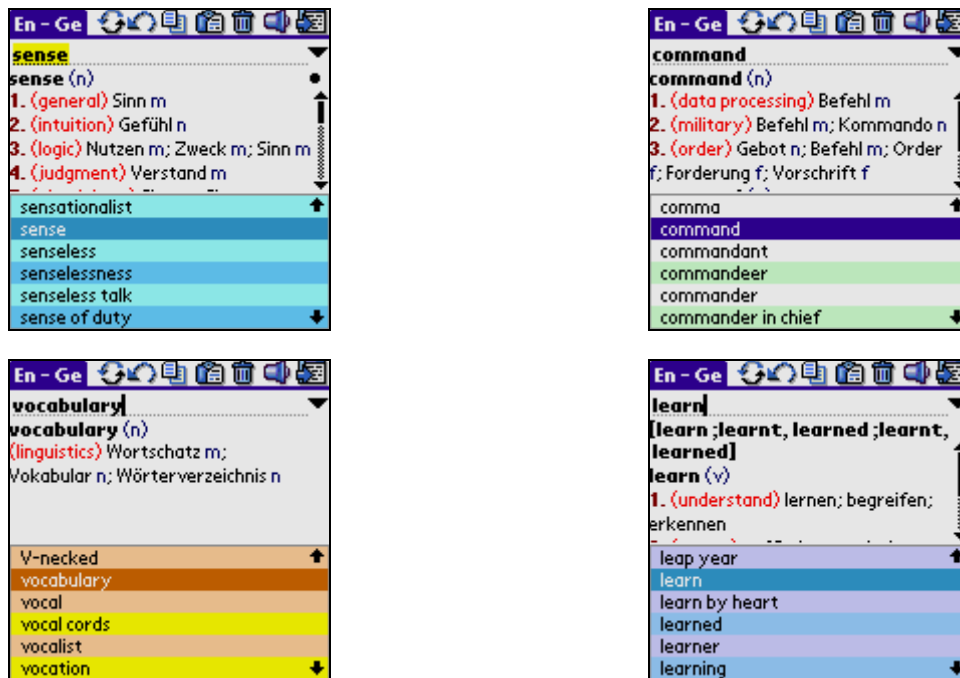 En - Ge
sense
sense (n)
1. (general) Sinn m
2. (intuition) Gefühl n
3. (logic) Nutzen m; Zweck m; Sinn m
4. (judgment) Verstand m
sensationalist
sense
senseless
senselessness
senseless talk
sense of duty
En - Ge
command
command (n)
1. (data processing) Befehl m
2. (military) Befehl m; Kommando n
3. (order) Gebot n; Befehl m; Order
f; Forderung f; Vorschrift f
comma
command
commandant
commandeer
commander
commander in chief
En - Ge
vocabulary
vocabulary (n)
(linguistics) Wortschatz m;
Vokabular n; Wörterverzeichnis n
V-necked
vocabulary
vocal
vocal cords
vocalist
vocation
En - Ge
learn
[learn ;learnt, learned ;learnt,
learned]
learn (v)
1. (understand) lernen; begreifen;
erkennen
leap year
learn
learn by heart
learned
learner
learning